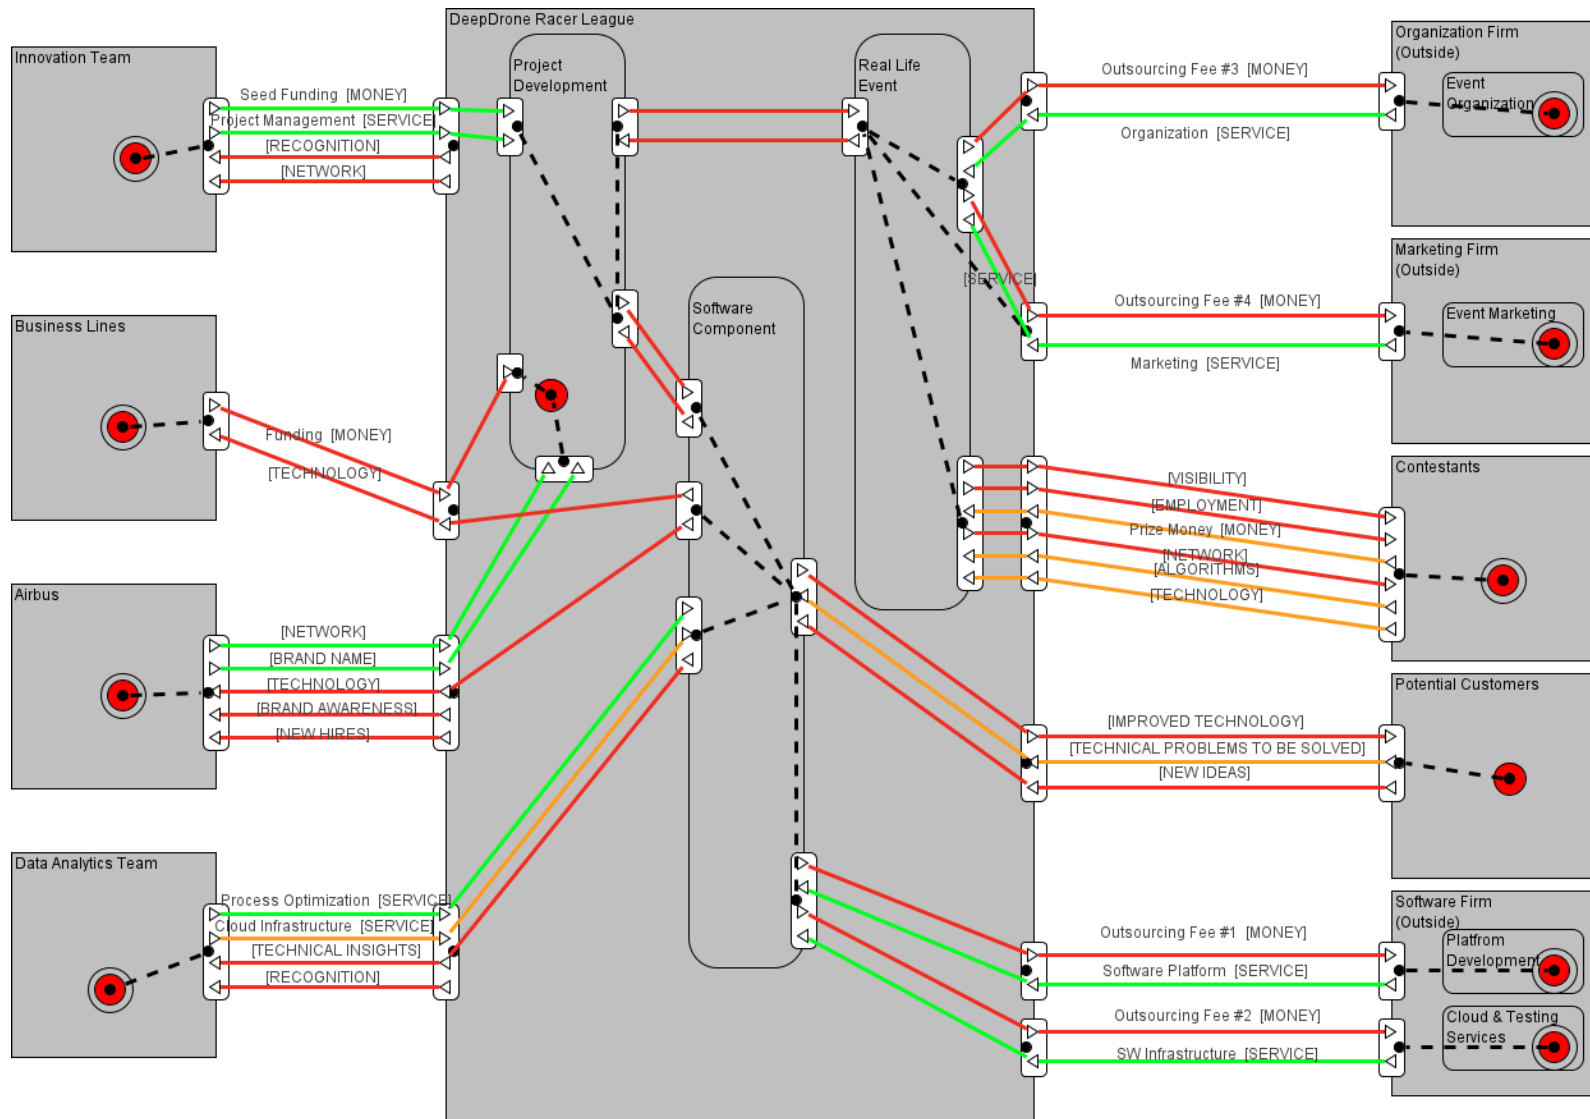 DeepDrone Racer League
Innovation Team
Seed Funding [MONEY]
Project Management [SERVICE]
[RECOGNITION]
[NETWORK]
Project
Development
Real Life
Event
Outsourcing Fee #3 [MONEY]
Organization [SERVICE]
Organization Firm
(Outside)
Event
Organization
Business Lines
Funding [MONEY]
[TECHNOLOGY]
Software
Component
[SERVICE]
Outsourcing Fee #4 [MONEY]
Marketing [SERVICE]
Marketing Firm
(Outside)
Event Marketing
[VISIBILITY]
[EMPLOYMENT]
Prize Money [MONEY]
[NETWORK]
[ALGORITHMS]
[TECHNOLOGY]
Contestants
Airbus
[NETWORK]
[BRAND NAME]
[TECHNOLOGY]
[BRAND AWARENESS]
[NEW HIRES]
[IMPROVED TECHNOLOGY]
[TECHNICAL PROBLEMS TO BE SOLVED]
[NEW IDEAS]
Potential Customers
Data Analytics Team
Process Optimization [SERVICE]
Cloud Infrastructure [SERVICE]
[TECHNICAL INSIGHTS]
[RECOGNITION]
Outsourcing Fee #1 [MONEY]
Software Platform [SERVICE]
Outsourcing Fee #2 [MONEY]
SW Infrastructure [SERVICE]
Software Firm
(Outside)
Platfrom
Development
Cloud & Testing
Services